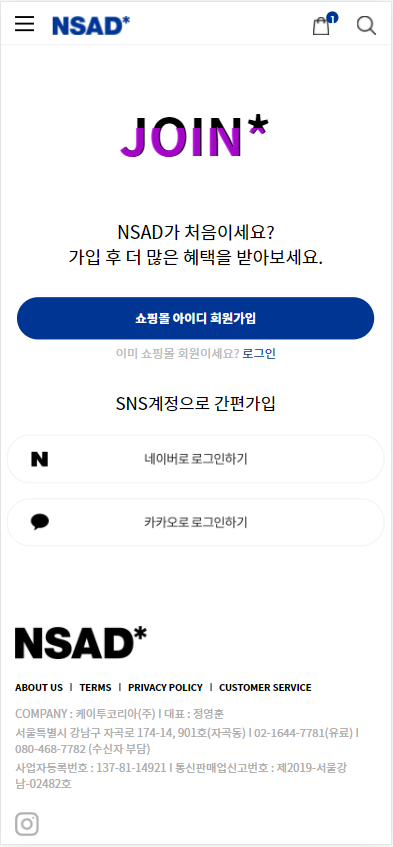 NSAD*
1
JOIN*
NSAD가 처음이세요?
가입 후 더 많은 혜택을 받아보세요.
쇼핑몰 아이디 회원가입
이미 쇼핑몰 회원이세요? 로그인
SNS계정으로 간편가입
N 네이버로 로그인하기
카카오로 로그인하기
NSAD*
ABOUT US | TERMS | PRIVACY POLICY | CUSTOMER SERVICE
COMPANY : 케이투코리아(주) | 대표 : 정영훈
서울특별시 강남구 자곡로 174-14, 901호(자곡동) | 02-1644-7781(유료) |
080-468-7782 (수신자 부담)
사업자등록번호 : 137-81-14921 | 통신판매업신고번호 : 제2019-서울강
남-02482호